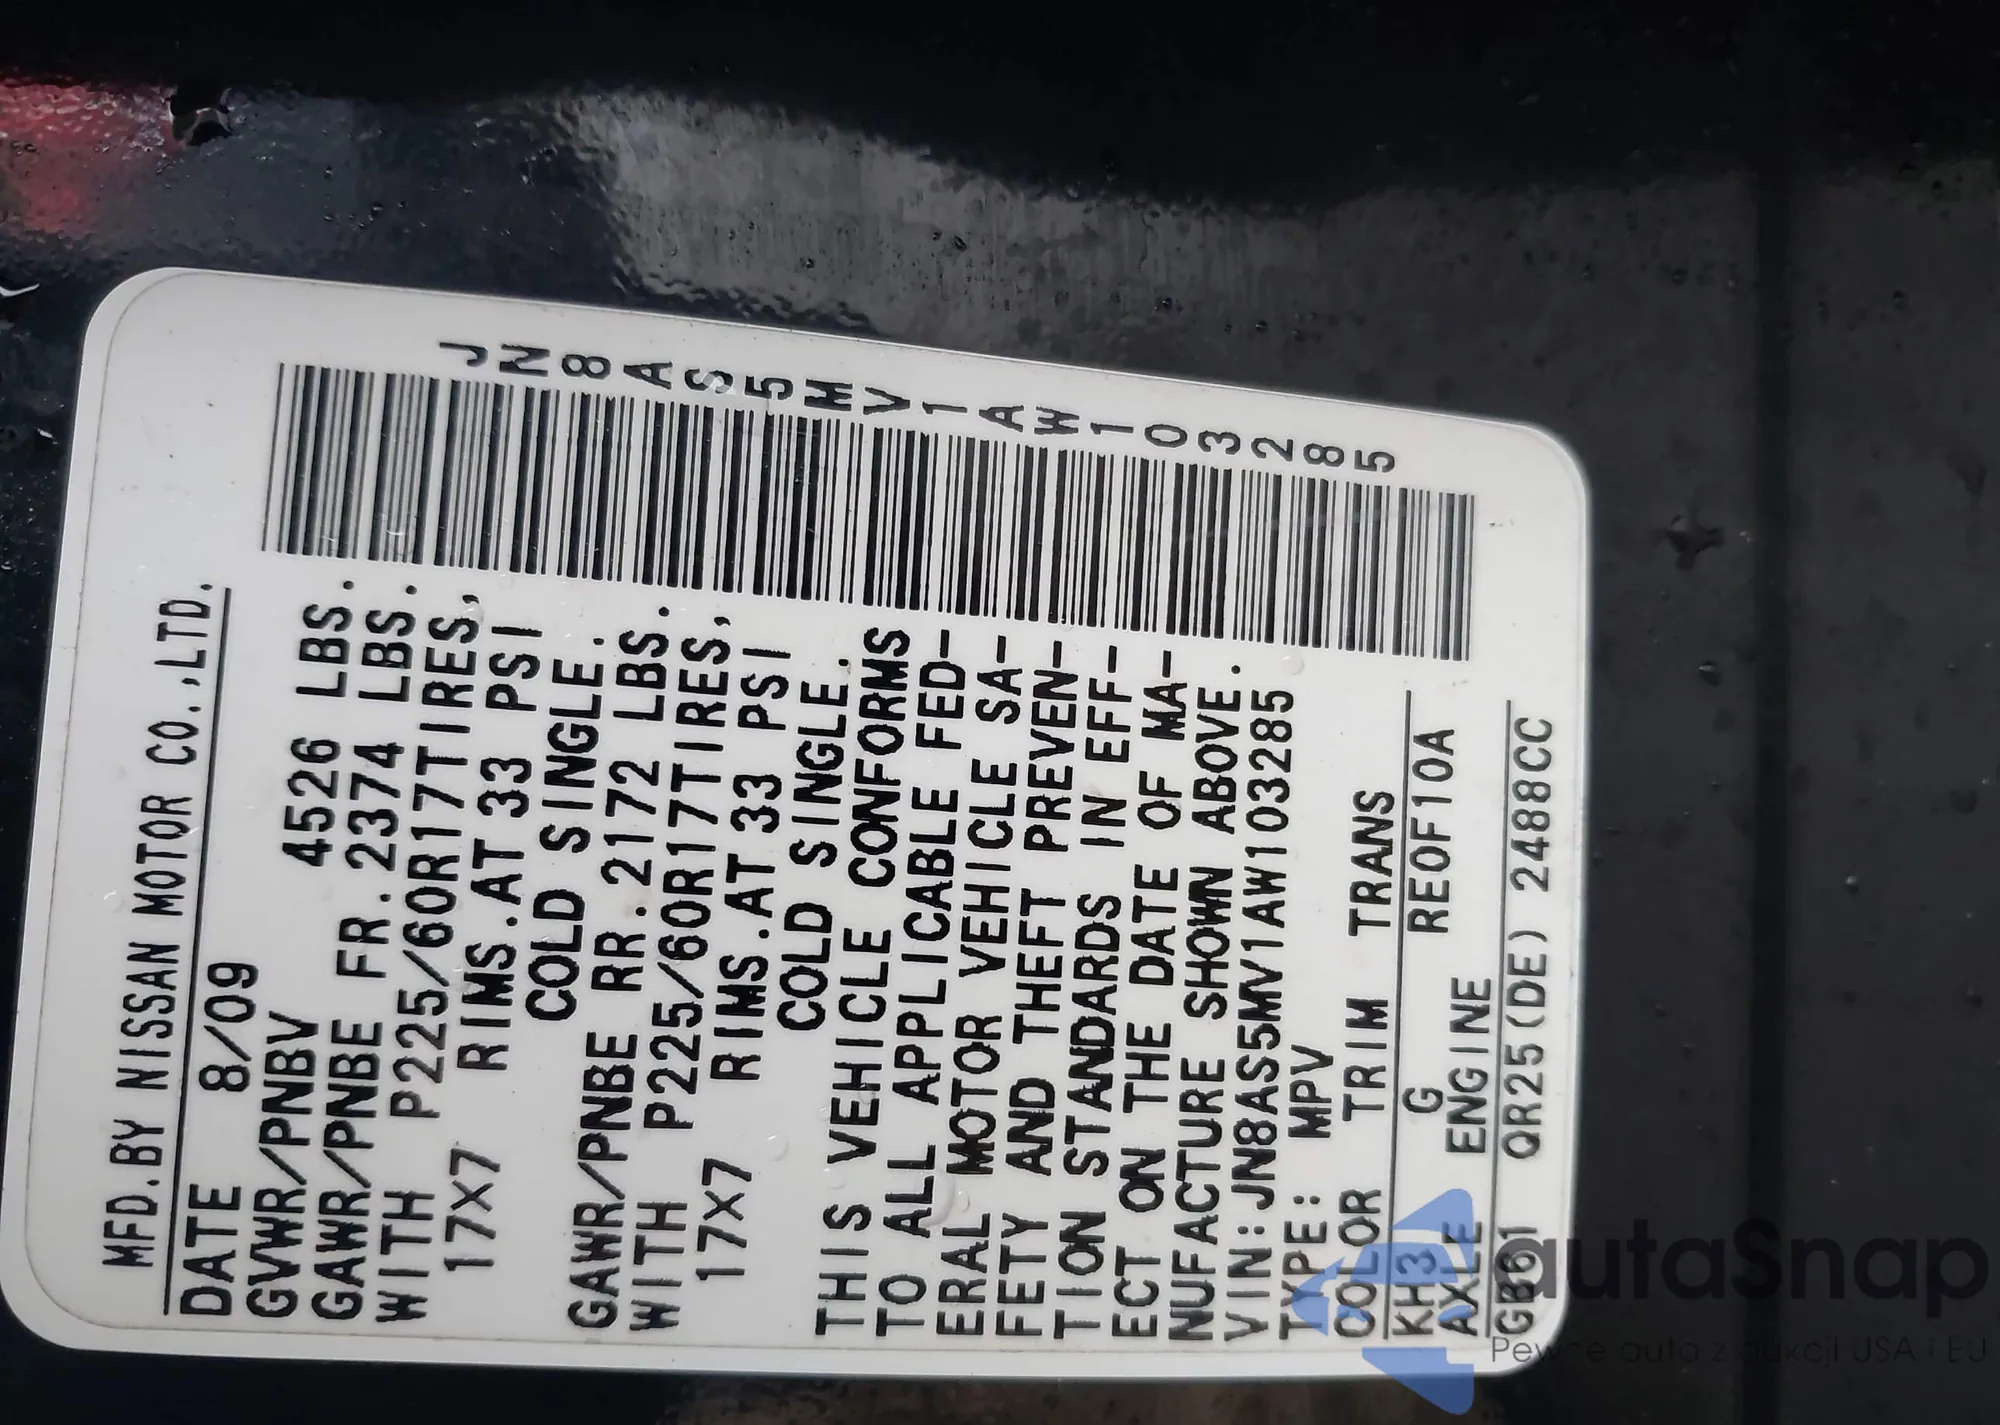 MFD.BY NISSAN MOTOR CO.,LTD.
DATE 8/09
GVWR/PNBV 4526 LBS.
GAWR/PNBE FR.2374 LBS.
WITH P225/60R17TIRES,
17X7 RIMS.AT 33 PSI
COLD SINGLE.
GAWR/PNBE RR.2172 LBS.
WITH P225/60R17TIRES,
17X7 RIMS.AT 33 PSI
COLD SINGLE.
THIS VEHICLE CONFORMS
TO ALL APPLICABLE FED-
ERAL MOTOR VEHICLE SA-
FETY AND THEFT PREVEN-
TION STANDARDS IN EFF-
ECT ON THE DATE OF MA-
NUFACTURE SHOWN ABOVE.
VIN:JN8AS5MV1AW103285
TYPE: MPV
COLOR TRIM TRANS
KH3 G RE0F10A
AXLE ENGINE
GB61 QR25(DE) 2488CC
JN8AS5MV1AW103285
autaSnap
Pewne auta z aukcji USA i EU